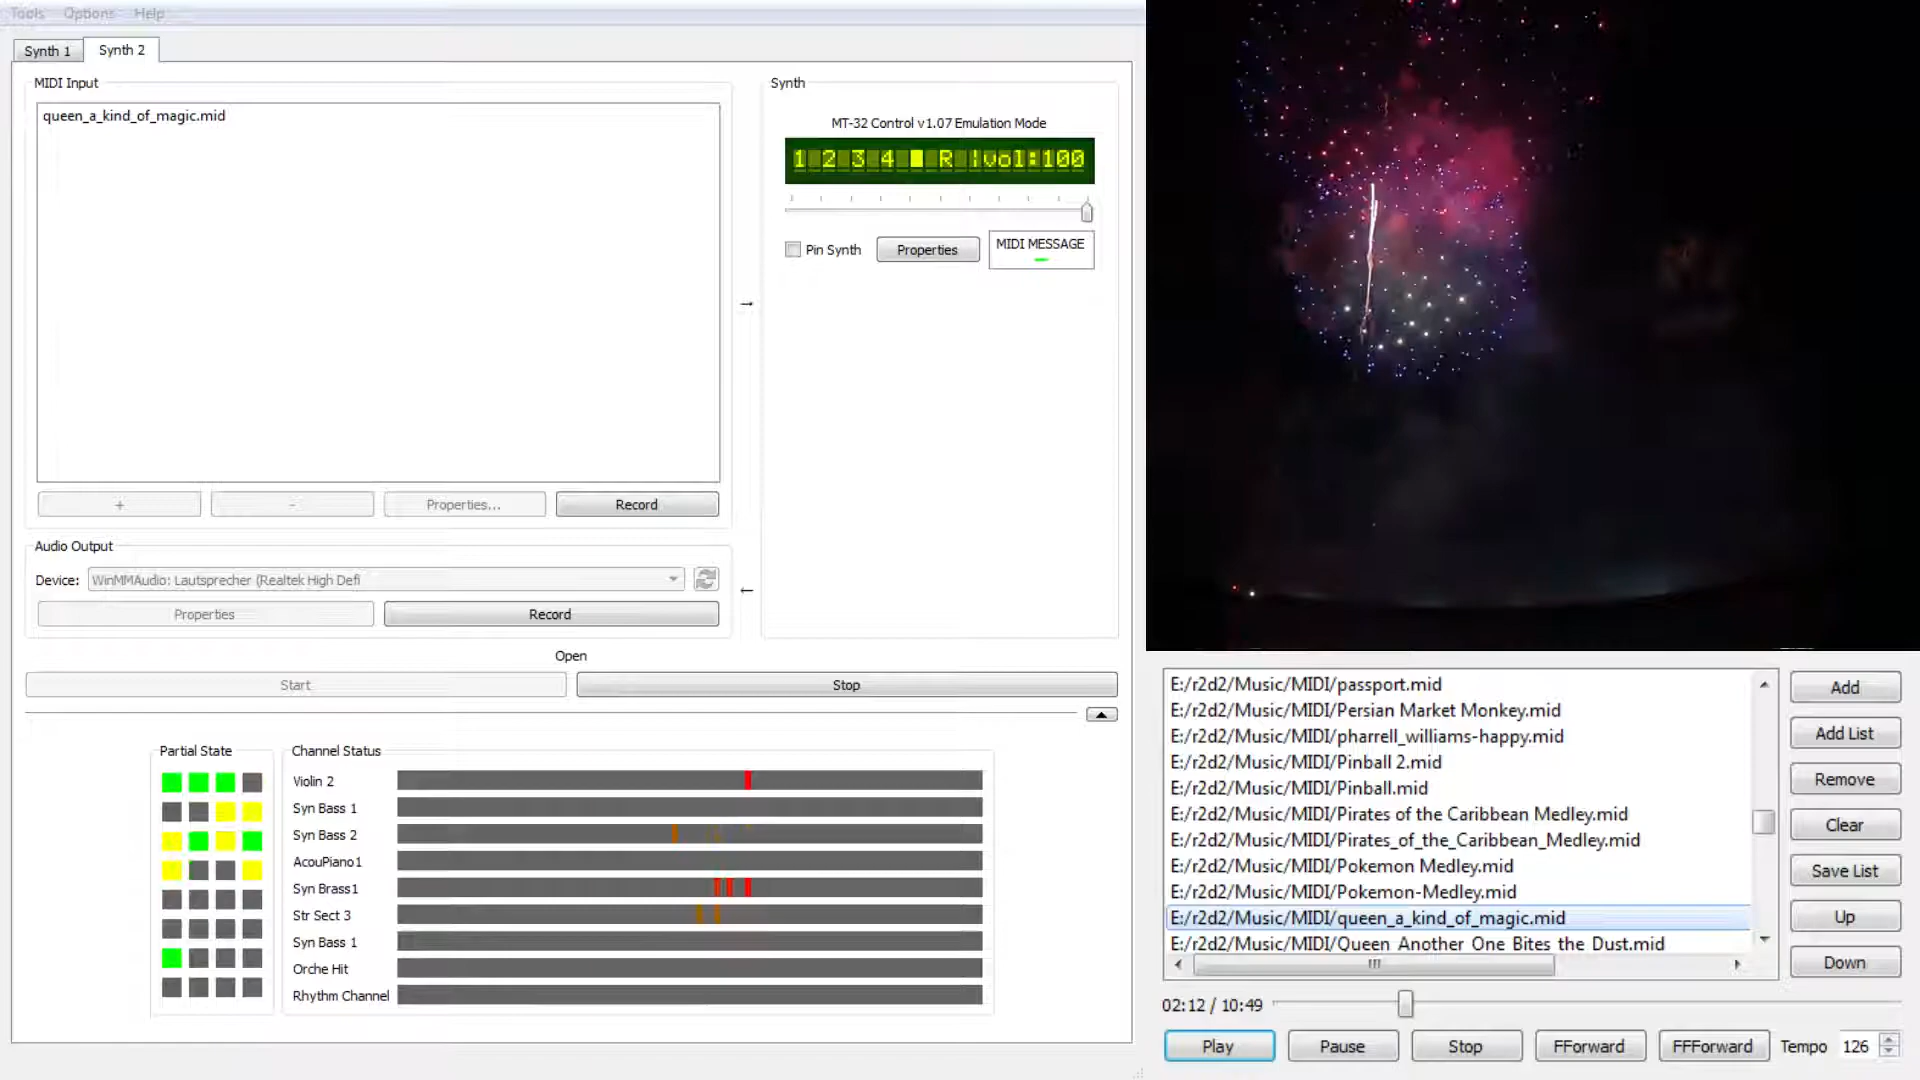 Tools Options Help
Synth 1 Synth 2
MIDI Input
queen_a_kind_of_magic.mid
+ - Properties... Record
Audio Output
Device: WinMMAudio: Lautsprecher (Realtek High Defi
Properties Record
Synth
MT-32 Control v1.07 Emulation Mode
1 2 3 4 R |vol:100
Pin Synth Properties MIDI MESSAGE
Open
Start Stop
Partial State
Channel Status
Violin 2
Syn Bass 1
Syn Bass 2
AcouPiano1
Syn Brass1
Str Sect 3
Syn Bass 1
Orche Hit
Rhythm Channel
E:/r2d2/Music/MIDI/passport.mid
E:/r2d2/Music/MIDI/Persian Market Monkey.mid
E:/r2d2/Music/MIDI/pharrell_williams-happy.mid
E:/r2d2/Music/MIDI/Pinball 2.mid
E:/r2d2/Music/MIDI/Pinball.mid
E:/r2d2/Music/MIDI/Pirates of the Caribbean Medley.mid
E:/r2d2/Music/MIDI/Pirates_of_the_Caribbean_Medley.mid
E:/r2d2/Music/MIDI/Pokemon Medley.mid
E:/r2d2/Music/MIDI/Pokemon-Medley.mid
E:/r2d2/Music/MIDI/queen_a_kind_of_magic.mid
E:/r2d2/Music/MIDI/Queen Another One Bites the Dust.mid
Add
Add List
Remove
Clear
Save List
Up
Down
02:12 / 10:49
Play Pause Stop FForward FFForward Tempo 126